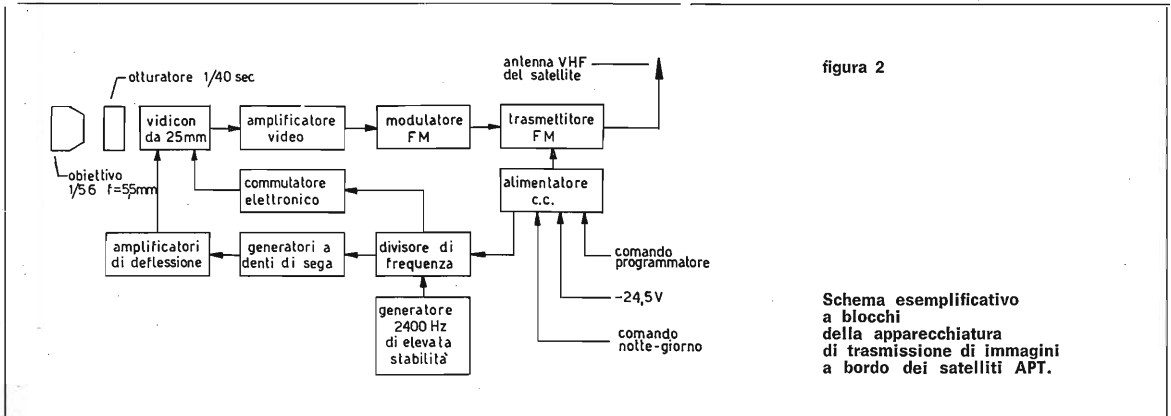 otturatore 1/40 sec
antenna VHF
del satellite
figura 2
vidicon
da 25mm
amplificatore
video
modulatore
FM
trasmettitore
FM
obiettivo
1/56 f=5,5mm
commutatore
elettronico
alimentatore
c.c.
amplificatori
di deflessione
generatori a
denti di sega
divisore di
frequenza
comando
programmatore
-24,5V
generatore
2400 Hz
di elevata
stabilità
comando
notte-giorno
Schema esemplificativo
a blocchi
della apparecchiatura
di trasmissione di immagini
a bordo dei satelliti APT.